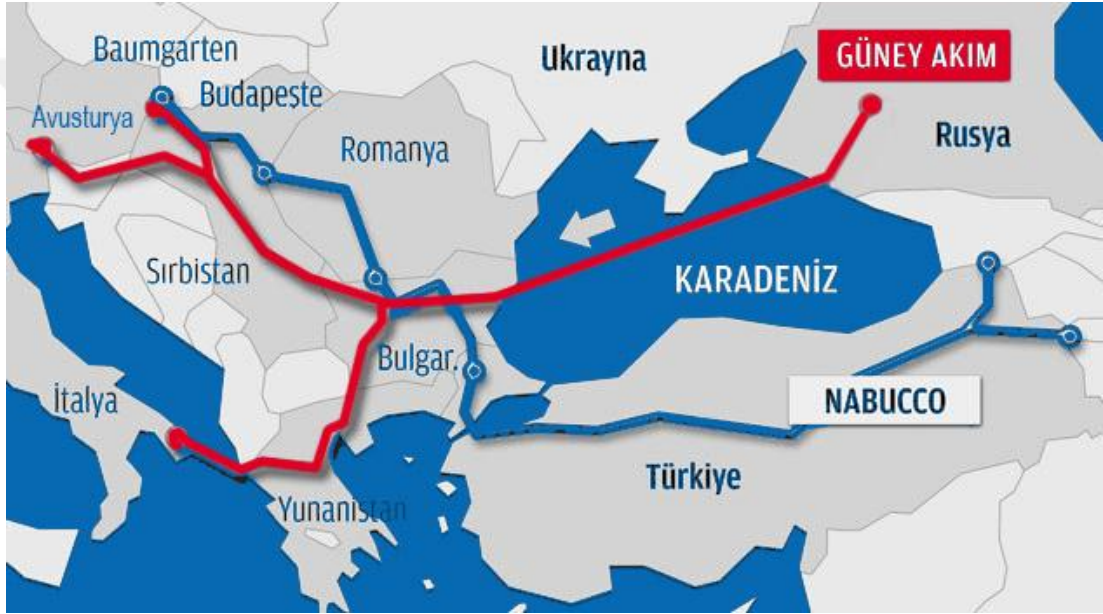 Baumgarten
Ukrayna
GÜNEY AKIM
Budapeşte
Avusturya
Romanya
Rusya
Sırbistan
KARADENİZ
Bulgar.
İtalya
NABUCCO
Türkiye
Yunanistan